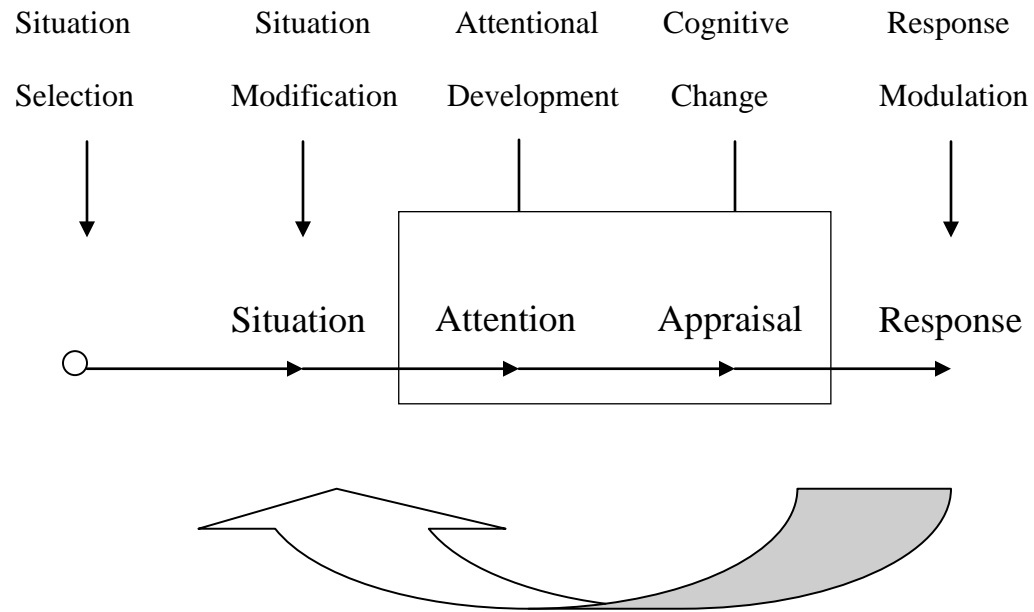 Situation Situation Attentional Cognitive Response
Selection Modification Development Change Modulation
Situation Attention Appraisal Response